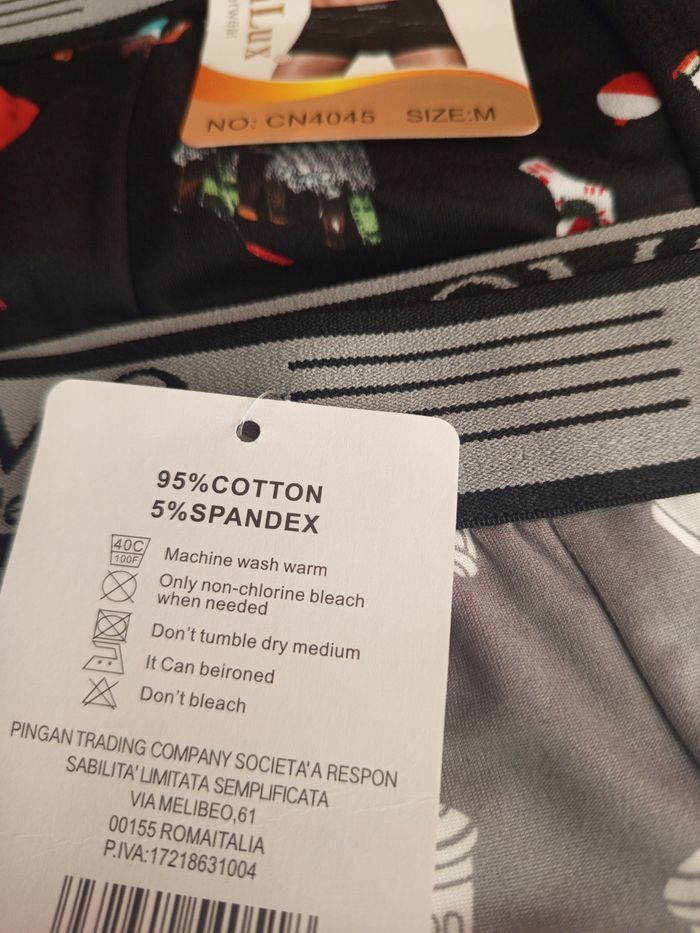 Lux
NO: CN4045 SIZE:M
95%COTTON
5%SPANDEX
40C
100F
Machine wash warm
Only non-chlorine bleach
when needed
Don't tumble dry medium
It Can beironed
Don't bleach
PINGAN TRADING COMPANY SOCIETA'A RESPON
SABILITA'LIMITATA SEMPLIFICATA
VIA MELIBEO,61
00155 ROMAITALIA
P.IVA:17218631004